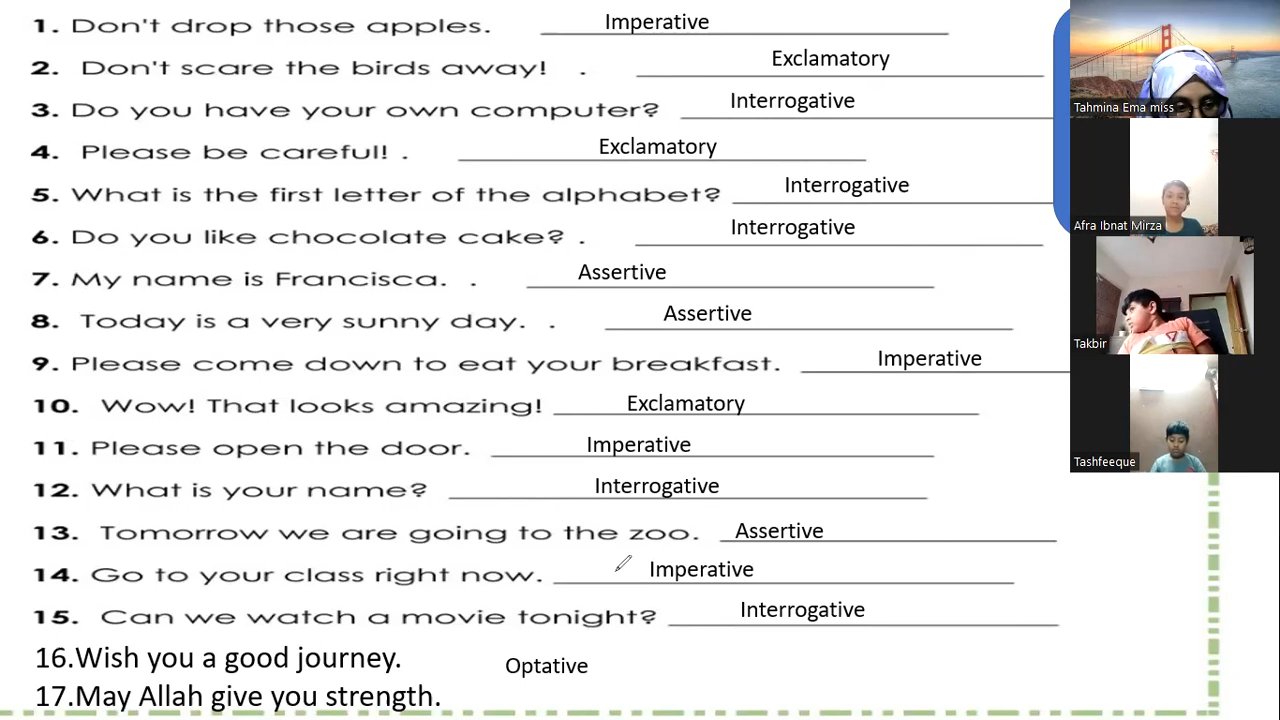 1. Don't drop those apples. Imperative
2. Don't scare the birds away! . Exclamatory
3. Do you have your own computer? Interrogative
4. Please be careful! . Exclamatory
5. What is the first letter of the alphabet? Interrogative
6. Do you like chocolate cake? . Interrogative
7. My name is Francisca. . Assertive
8. Today is a very sunny day. . Assertive
9. Please come down to eat your breakfast. Imperative
10. Wow! That looks amazing! Exclamatory
11. Please open the door. Imperative
12. What is your name? Interrogative
13. Tomorrow we are going to the zoo. Assertive
14. Go to your class right now. Imperative
15. Can we watch a movie tonight? Interrogative
16.Wish you a good journey. Optative
17.May Allah give you strength.
Tahmina Ema miss
Afra Ibnat Mirza
Takbir
Tashfeeque